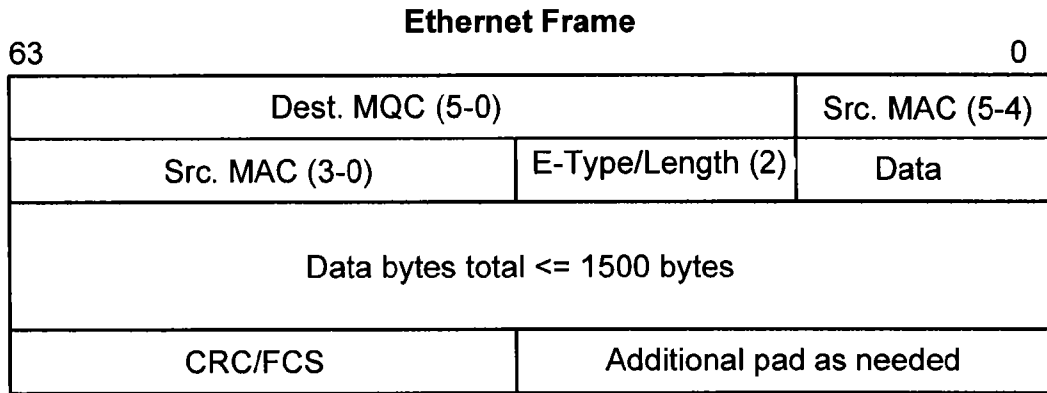 Ethernet Frame
63 0
Dest. MQC (5-0) Src. MAC (5-4)
Src. MAC (3-0) E-Type/Length (2) Data
Data bytes total <= 1500 bytes
CRC/FCS Additional pad as needed